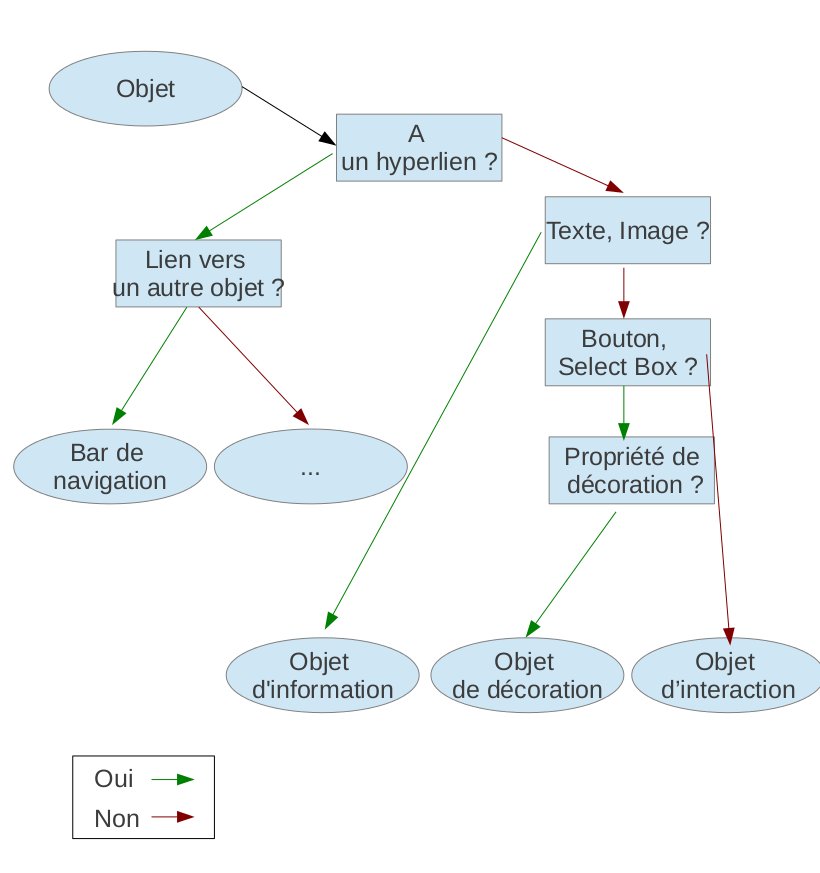 Objet
A
un hyperlien ?
Texte, Image ?
Lien vers
un autre objet ?
Bouton,
Select Box ?
Bar de
navigation
...
Propriété de
décoration ?
Objet
d'information
Objet
de décoration
Objet
d’interaction
Oui
Non